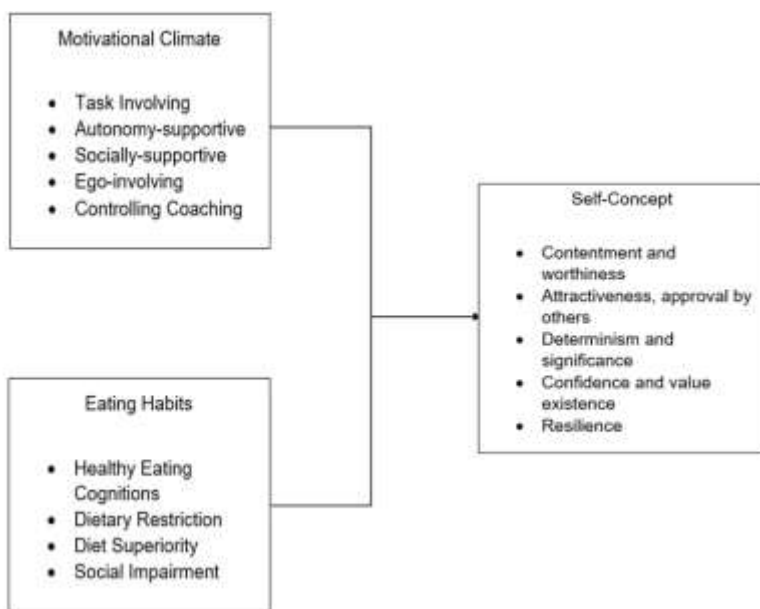 Motivational Climate
• Task Involving
• Autonomy-supportive
• Socially-supportive
• Ego-involving
• Controlling Coaching
Eating Habits
• Healthy Eating
Cognitions
• Dietary Restriction
• Diet Superiority
• Social Impairment
Self-Concept
• Contentment and
worthiness
• Attractiveness, approval by
others
• Determinism and
significance
• Confidence and value
existence
• Resilience